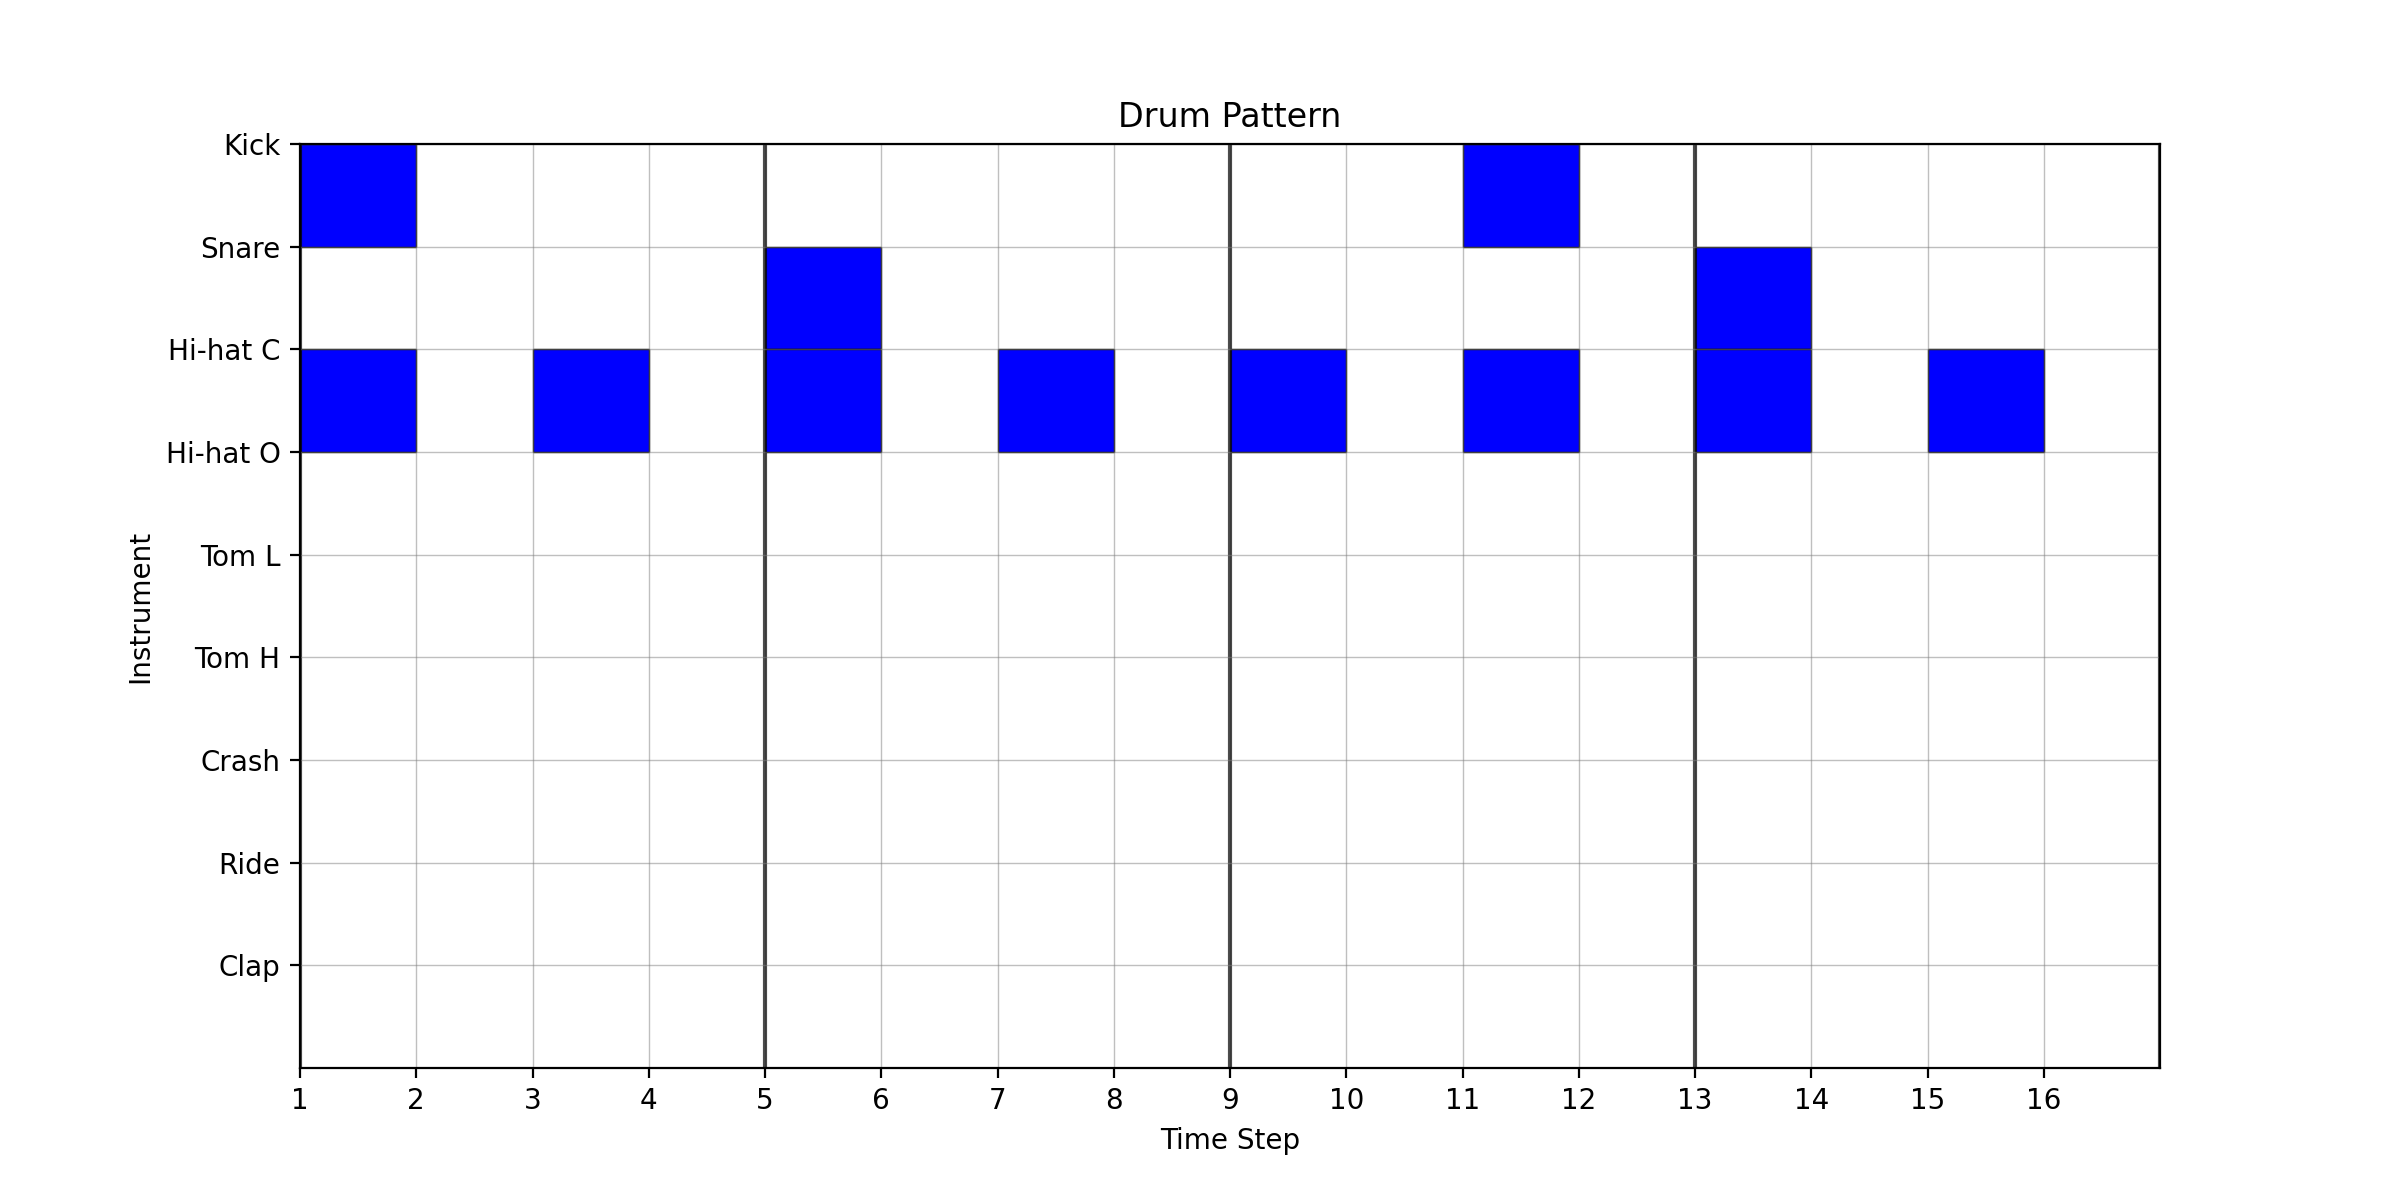 Drum Pattern
Kick
Snare
Hi-hat C
Hi-hat O
Tom L
Tom H
Crash
Ride
Clap
Instrument
1 2 3 4 5 6 7 8 9 10 11 12 13 14 15 16
Time Step